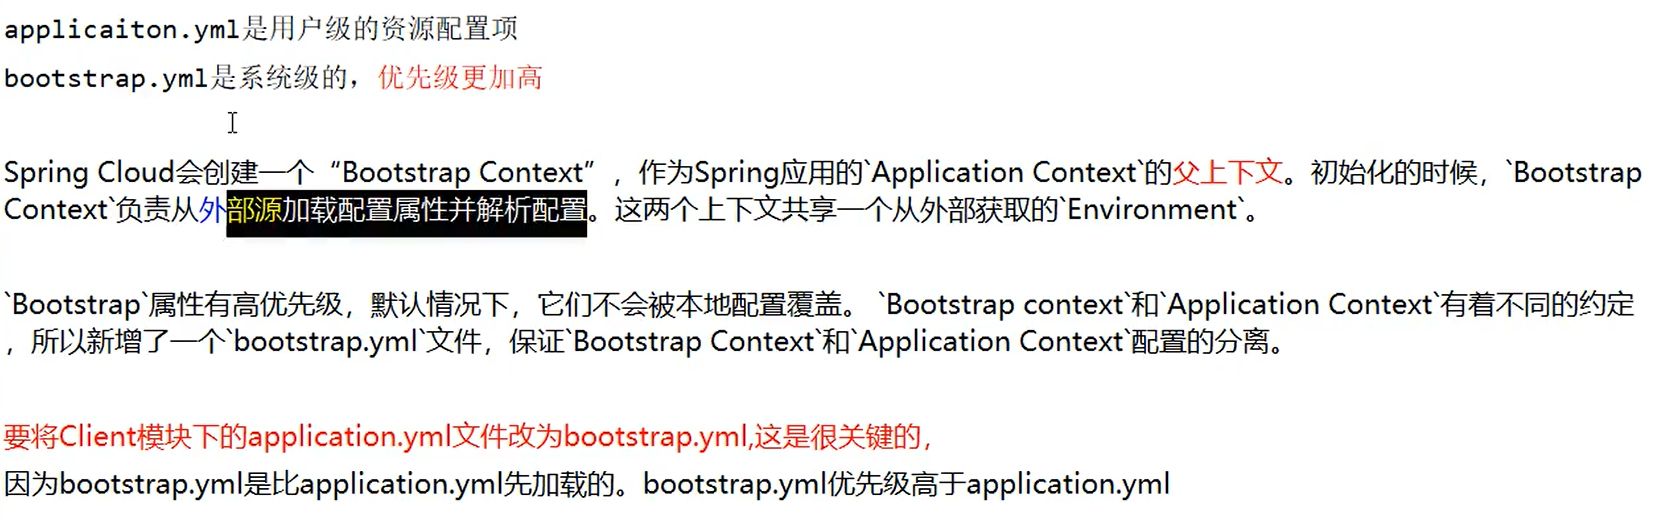 applicaiton.yml是用户级的资源配置项
bootstrap.yml是系统级的，优先级更加高
Spring Cloud会创建一个“Bootstrap Context”，作为Spring应用的`Application Context`的父上下文。初始化的时候，`Bootstrap
Context`负责从外部源加载配置属性并解析配置。这两个上下文共享一个从外部获取的`Environment`。
`Bootstrap`属性有高优先级，默认情况下，它们不会被本地配置覆盖。 `Bootstrap context`和`Application Context`有着不同的约定
，所以新增了一个`bootstrap.yml`文件，保证`Bootstrap Context`和`Application Context`配置的分离。
要将Client模块下的application.yml文件改为bootstrap.yml,这是很关键的，
因为bootstrap.yml是比application.yml先加载的。bootstrap.yml优先级高于application.yml